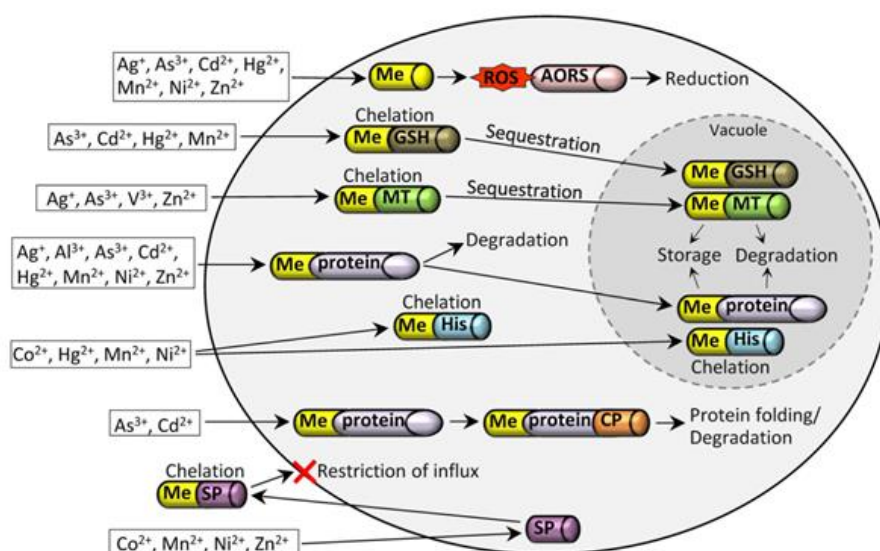 Ag⁺, As³⁺, Cd²⁺, Hg²⁺,
Mn²⁺, Ni²⁺, Zn²⁺
Me
ROS
AORS
Reduction
As³⁺, Cd²⁺, Hg²⁺, Mn²⁺
Chelation
Me GSH
Sequestration
Vacuole
Me GSH
Ag⁺, As³⁺, V³⁺, Zn²⁺
Chelation
Me MT
Sequestration
Me MT
Ag⁺, Al³⁺, As³⁺, Cd²⁺,
Hg²⁺, Mn²⁺, Ni²⁺, Zn²⁺
Me protein
Degradation
Storage
Degradation
Me protein
Co²⁺, Hg²⁺, Mn²⁺, Ni²⁺
Chelation
Me His
Me His
Chelation
As³⁺, Cd²⁺
Me protein
Me protein CP
Protein folding/
Degradation
Chelation
Me SP
Restriction of influx
SP
Co²⁺, Mn²⁺, Ni²⁺, Zn²⁺